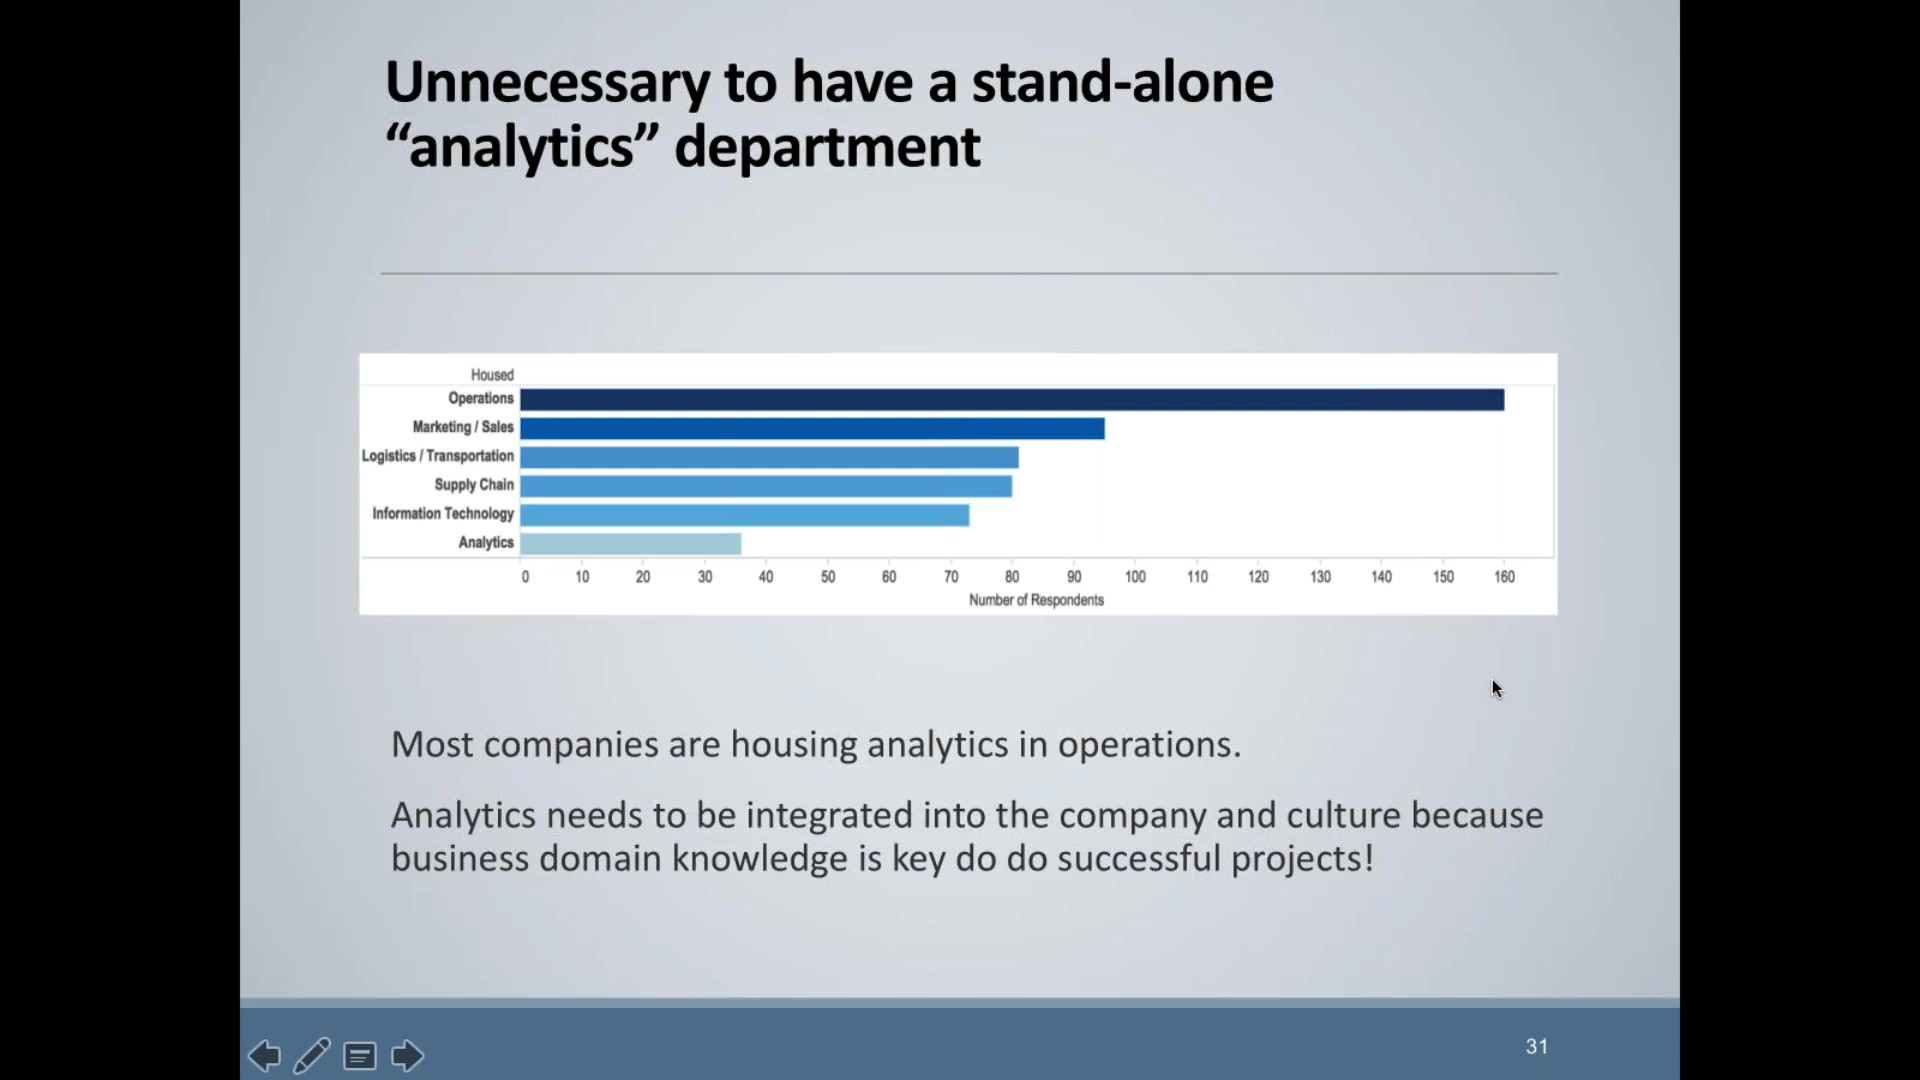 Unnecessary to have a stand-alone
“analytics” department
Housed
Operations
Marketing / Sales
Logistics / Transportation
Supply Chain
Information Technology
Analytics
0 10 20 30 40 50 60 70 80 90 100 110 120 130 140 150 160
Number of Respondents
Most companies are housing analytics in operations.
Analytics needs to be integrated into the company and culture because
business domain knowledge is key do do successful projects!
31